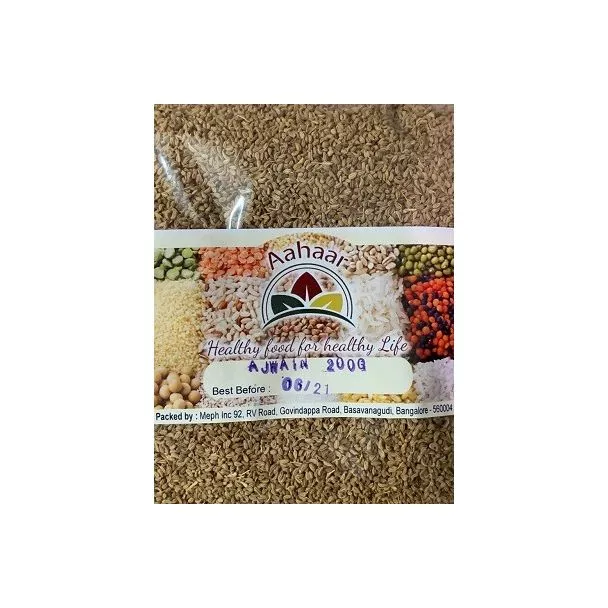 Aahaar
Healthy food for healthy Life
AJWAIN 200G
Best Before : 06/21
Packed by : Meph Inc 92, RV Road, Govindappa Road, Basavanagudi, Bangalore - 560004